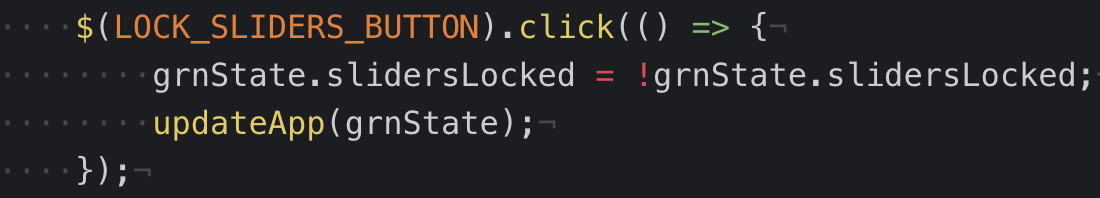 $(LOCK_SLIDERS_BUTTON).click(() => {
grnState.slidersLocked = !grnState.slidersLocked;
updateApp(grnState);
});